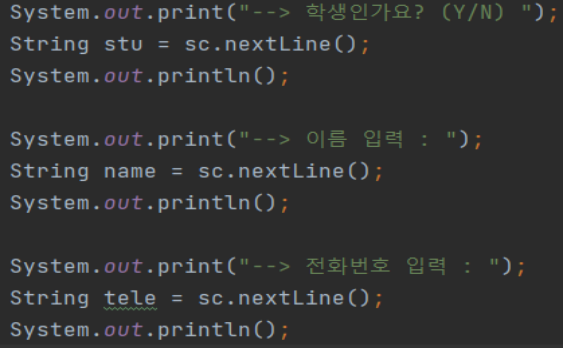 System.out.print("--> 학생인가요? (Y/N) ");
String stu = sc.nextLine();
System.out.println();
System.out.print("--> 이름 입력 : ");
String name = sc.nextLine();
System.out.println();
System.out.print("--> 전화번호 입력 : ");
String tele = sc.nextLine();
System.out.println();